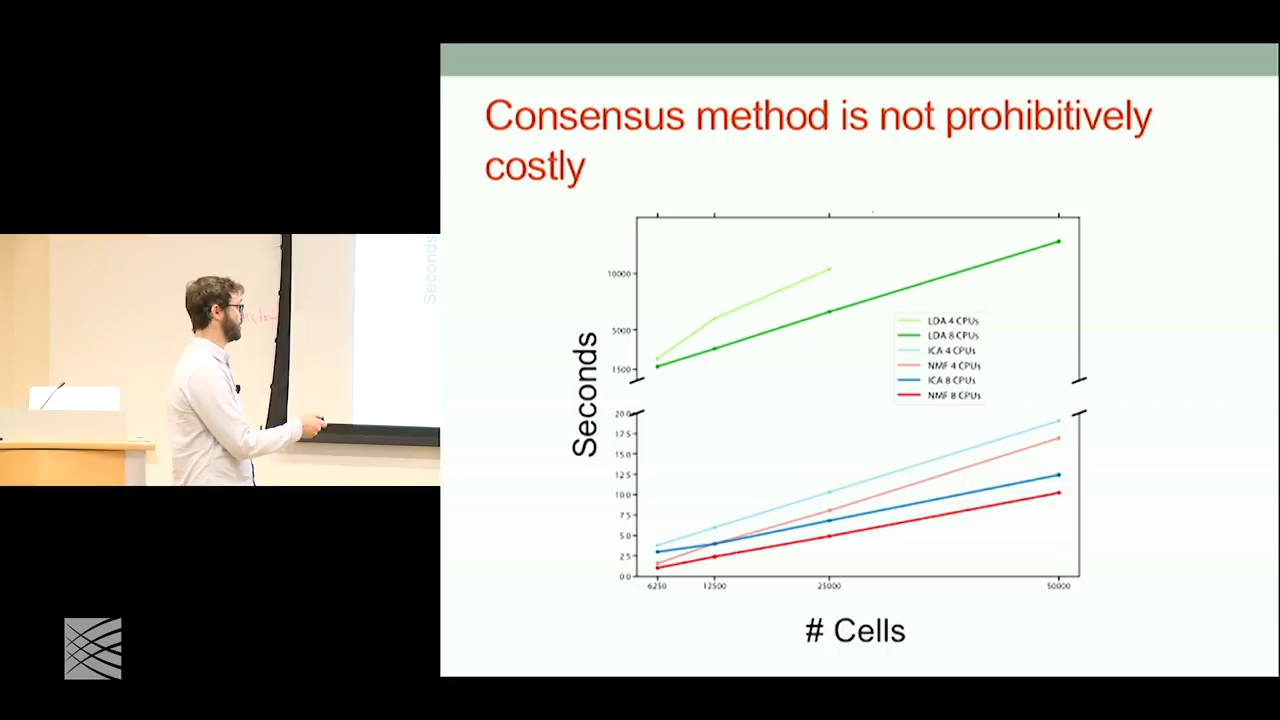 Consensus method is not prohibitively
costly
Seconds
10000
5000
1500
20.0
17.5
15.0
12.5
10.0
7.5
5.0
2.5
0.0
6250
12500
25000
50000
LDA 4 CPUs
LDA 8 CPUs
ICA 4 CPUs
NMF 4 CPUs
ICA 8 CPUs
NMF 8 CPUs
# Cells
Seconds